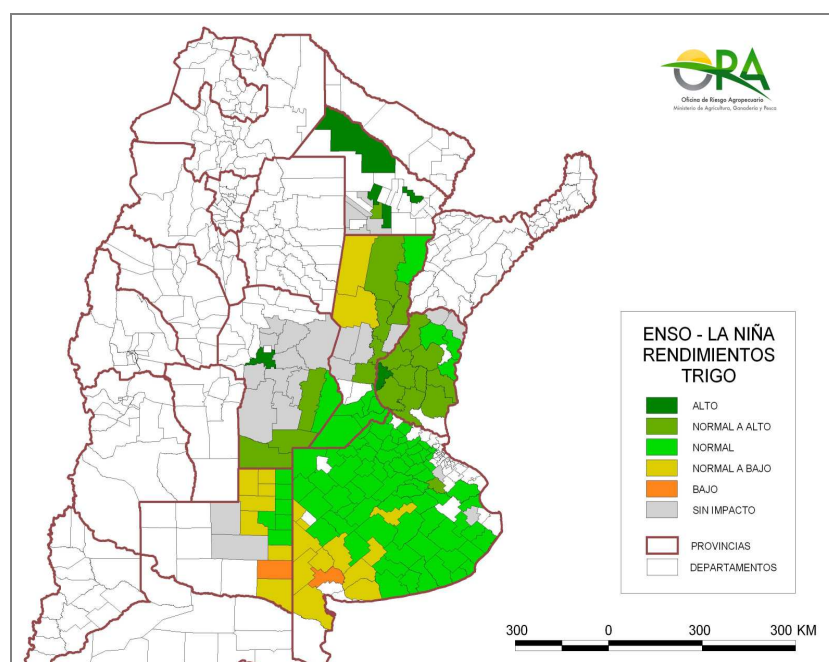 ORA
Oficina de Riesgo Agropecuario
Ministerio de Agricultura, Ganadería y Pesca
ENSO - LA NIÑA
RENDIMIENTOS
TRIGO
ALTO
NORMAL A ALTO
NORMAL
NORMAL A BAJO
BAJO
SIN IMPACTO
PROVINCIAS
DEPARTAMENTOS
300 0 300 300 KM